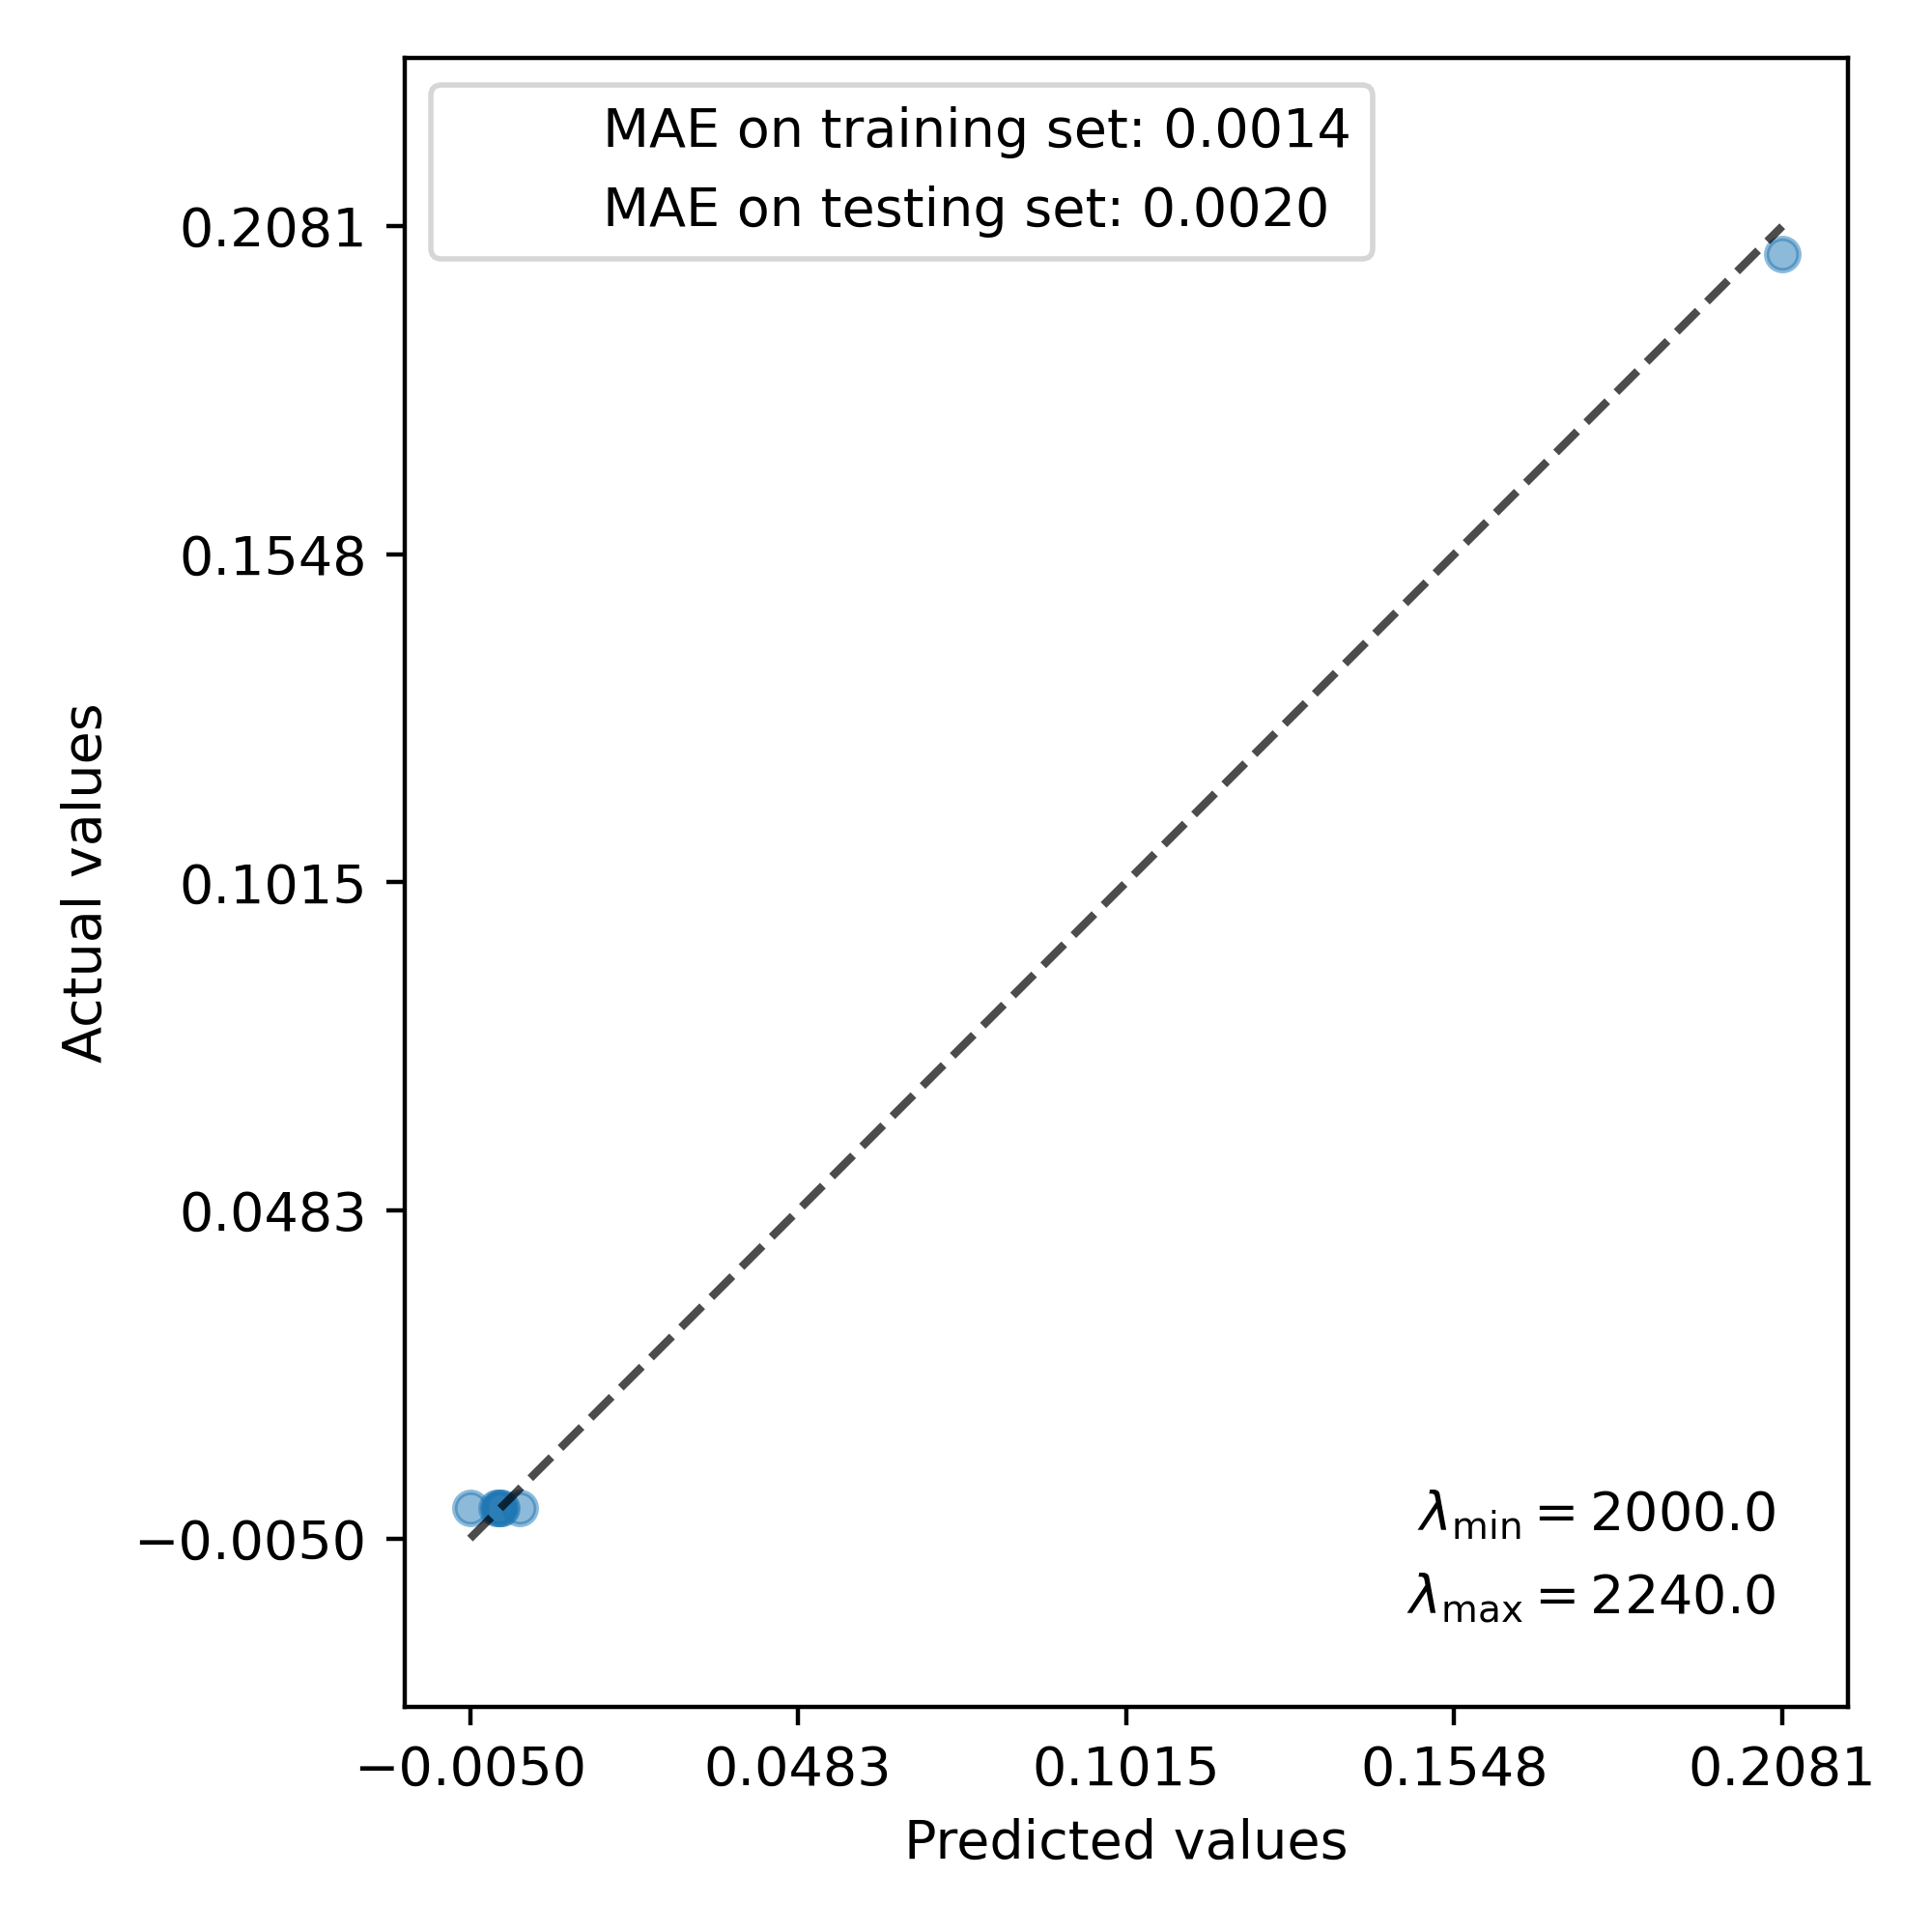 MAE on training set: 0.0014
MAE on testing set: 0.0020
0.2081
0.1548
0.1015
0.0483
−0.0050
Actual values
λmin = 2000.0
λmax = 2240.0
−0.0050 0.0483 0.1015 0.1548 0.2081
Predicted values